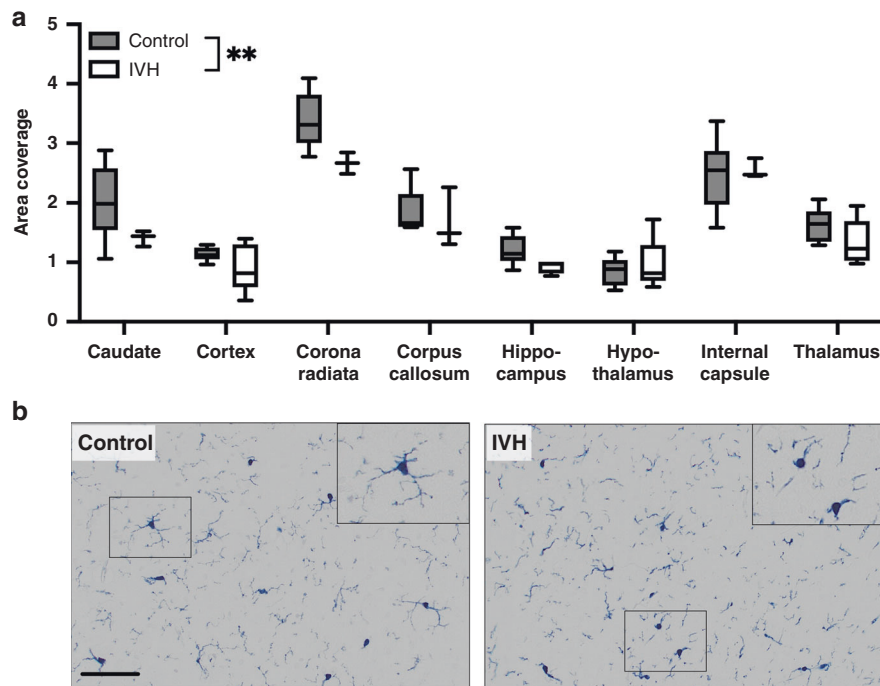 a
5
4
3
2
1
0
Area coverage
Control
IVH
**
Caudate
Cortex
Corona
radiata
Corpus
callosum
Hippo-
campus
Hypo-
thalamus
Internal
capsule
Thalamus
b
Control
IVH